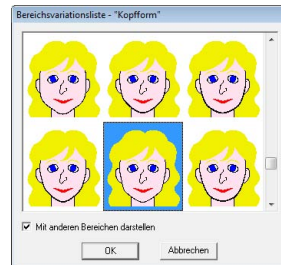 Bereichsvariationsliste - "Kopfform"
Mit anderen Bereichen darstellen
OK
Abbrechen